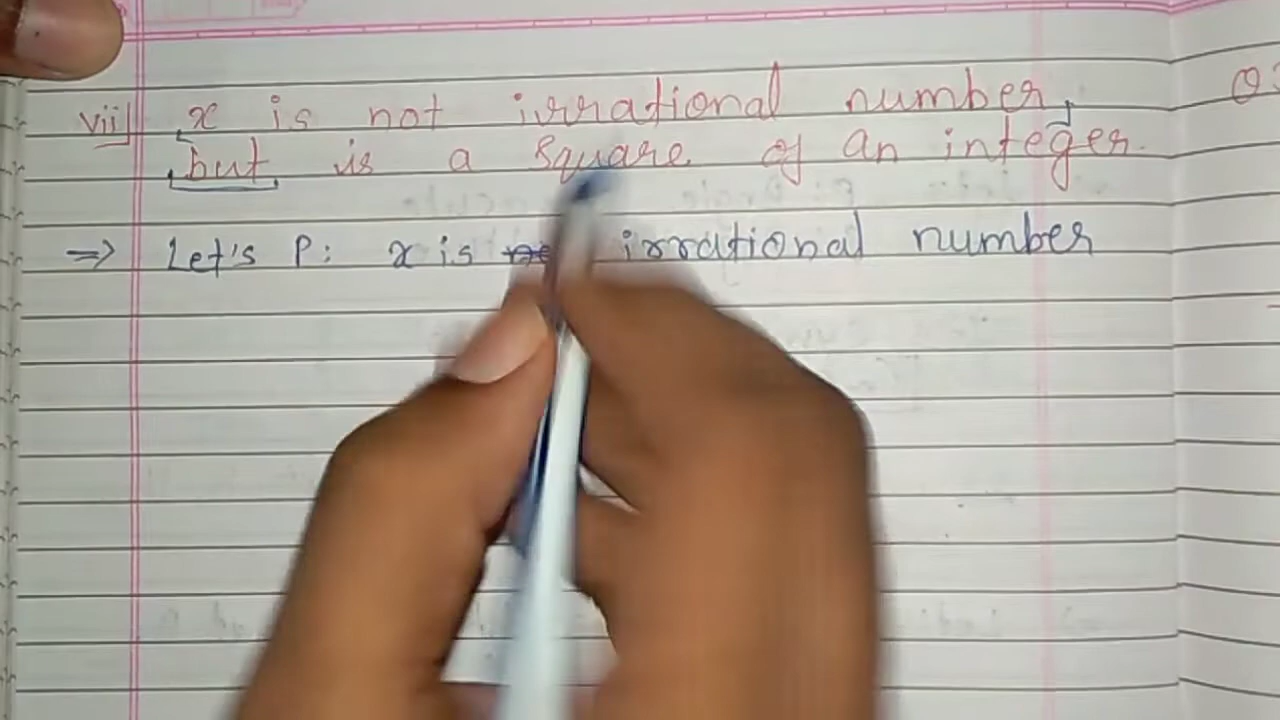 vii] x is not irrational number,
but is a square of an integer.
⇒ Let's P: x is irrational number